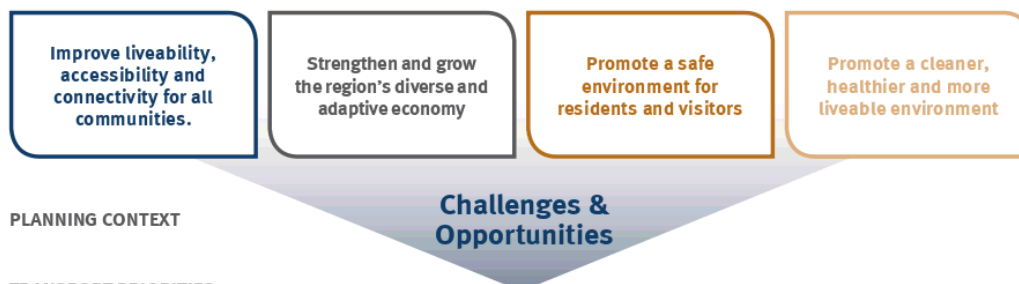 Improve liveability,
accessibility and
connectivity for all
communities.
Strengthen and grow
the region's diverse and
adaptive economy
Promote a safe
environment for
residents and visitors
Promote a cleaner,
healthier and more
liveable environment
Challenges &
Opportunities
PLANNING CONTEXT